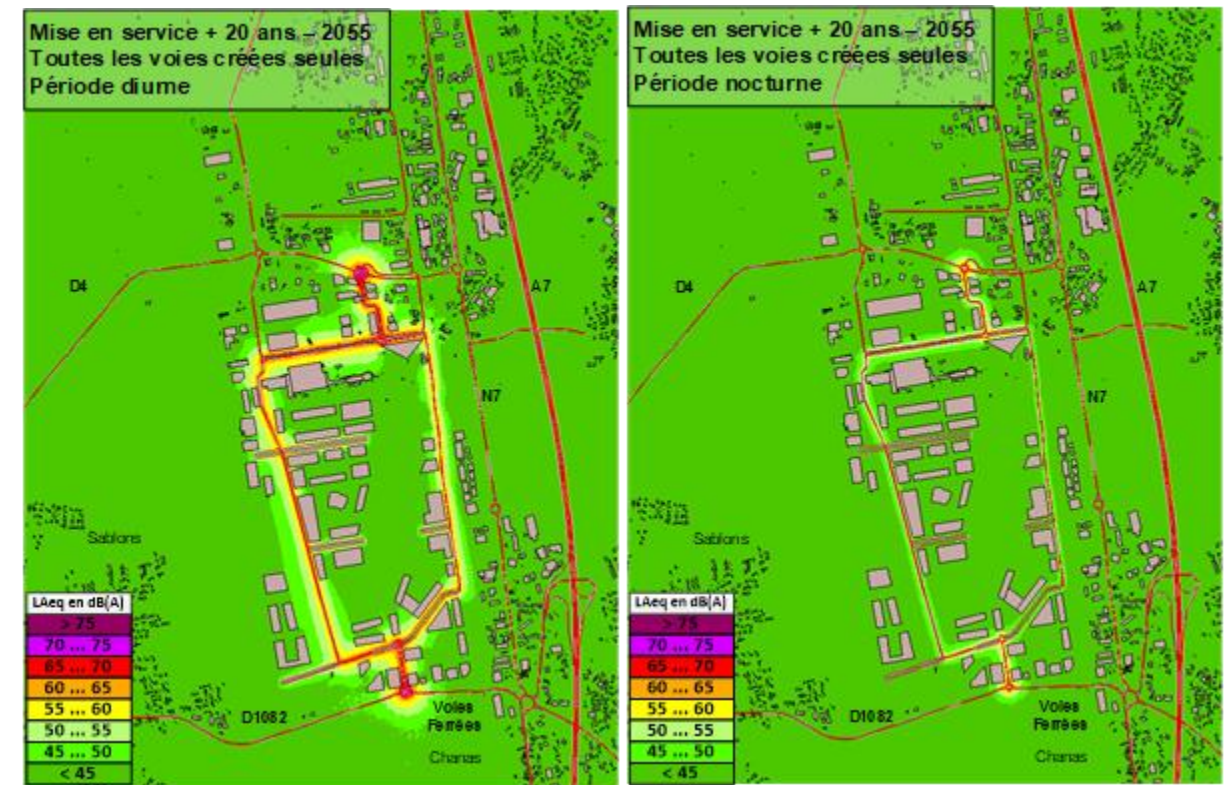 Mise en service + 20 ans – 2055
Toutes les voies créées seules
Période diurne
D4
A7
N7
Sablons
LAeq en dB(A)
> 75
70 ... 75
65 ... 70
60 ... 65
55 ... 60
50 ... 55
45 ... 50
< 45
D1082
Voies
Ferrées
Chanas
Mise en service + 20 ans – 2055
Toutes les voies créées seules
Période nocturne
D4
A7
N7
Sablons
LAeq en dB(A)
> 75
70 ... 75
65 ... 70
60 ... 65
55 ... 60
50 ... 55
45 ... 50
< 45
D1082
Voies
Ferrées
Chanas